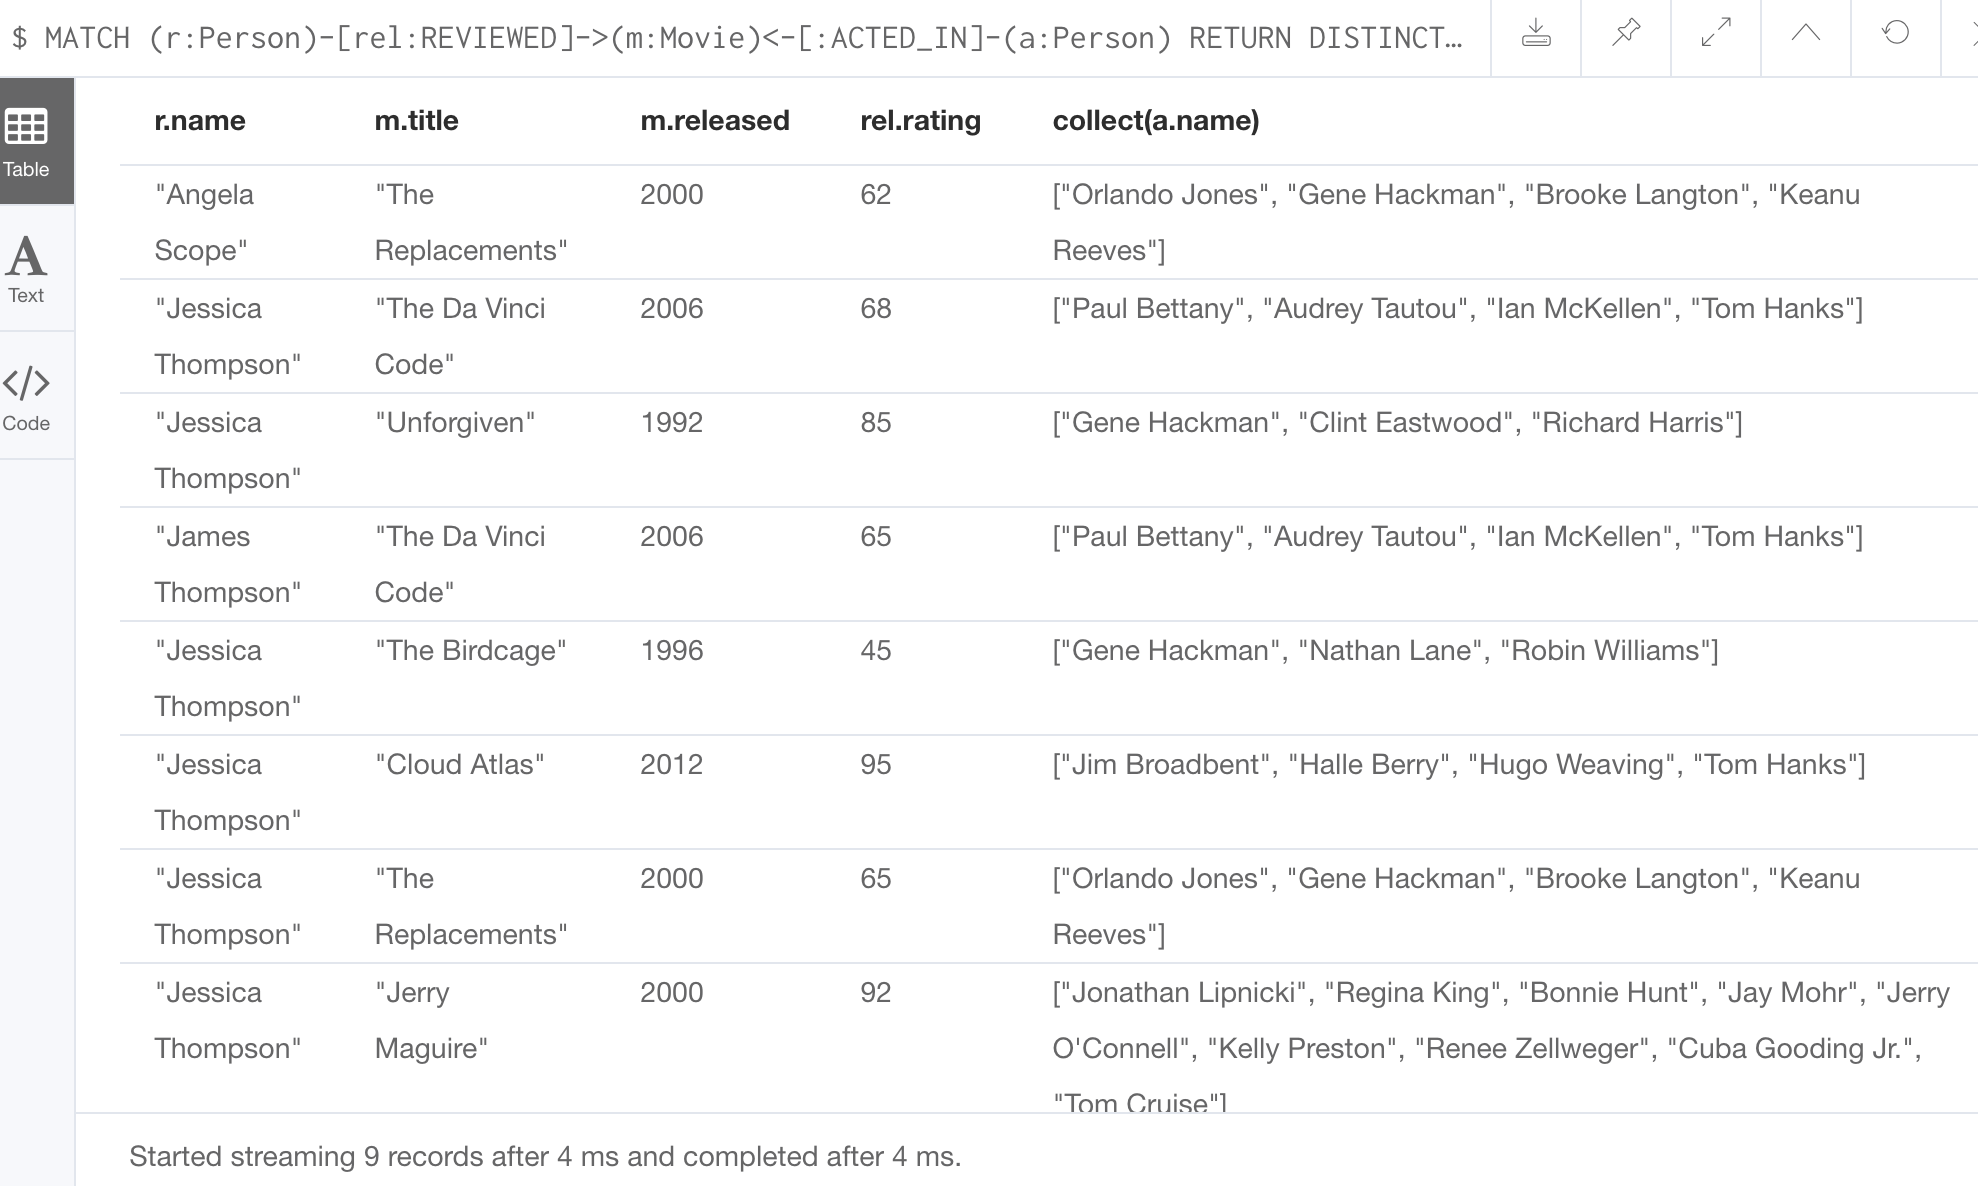 $ MATCH (r:Person)-[rel:REVIEWED]->(m:Movie)<-[:ACTED_IN]-(a:Person) RETURN DISTINCT…
Table
Text
Code
r.name m.title m.released rel.rating collect(a.name)
"Angela "The 2000 62 ["Orlando Jones", "Gene Hackman", "Brooke Langton", "Keanu
Scope" Replacements" Reeves"]
"Jessica "The Da Vinci 2006 68 ["Paul Bettany", "Audrey Tautou", "Ian McKellen", "Tom Hanks"]
Thompson" Code"
"Jessica "Unforgiven" 1992 85 ["Gene Hackman", "Clint Eastwood", "Richard Harris"]
Thompson"
"James "The Da Vinci 2006 65 ["Paul Bettany", "Audrey Tautou", "Ian McKellen", "Tom Hanks"]
Thompson" Code"
"Jessica "The Birdcage" 1996 45 ["Gene Hackman", "Nathan Lane", "Robin Williams"]
Thompson"
"Jessica "Cloud Atlas" 2012 95 ["Jim Broadbent", "Halle Berry", "Hugo Weaving", "Tom Hanks"]
Thompson"
"Jessica "The 2000 65 ["Orlando Jones", "Gene Hackman", "Brooke Langton", "Keanu
Thompson" Replacements" Reeves"]
"Jessica "Jerry 2000 92 ["Jonathan Lipnicki", "Regina King", "Bonnie Hunt", "Jay Mohr", "Jerry
Thompson" Maguire" O'Connell", "Kelly Preston", "Renee Zellweger", "Cuba Gooding Jr.",
"Tom Cruise"]
Started streaming 9 records after 4 ms and completed after 4 ms.